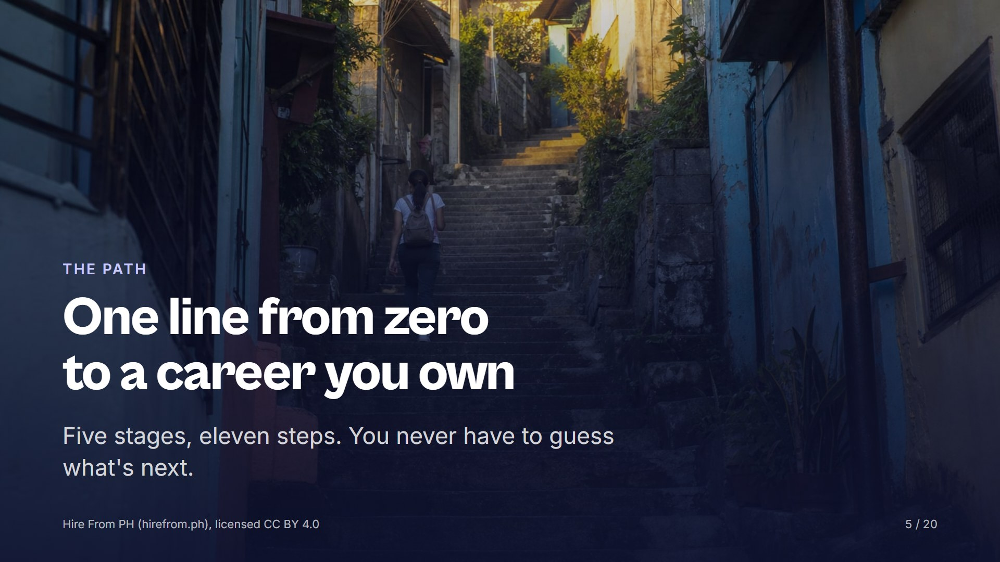 THE PATH
One line from zero
to a career you own
Five stages, eleven steps. You never have to guess
what's next.
Hire From PH (hirefrom.ph), licensed CC BY 4.0
5 / 20